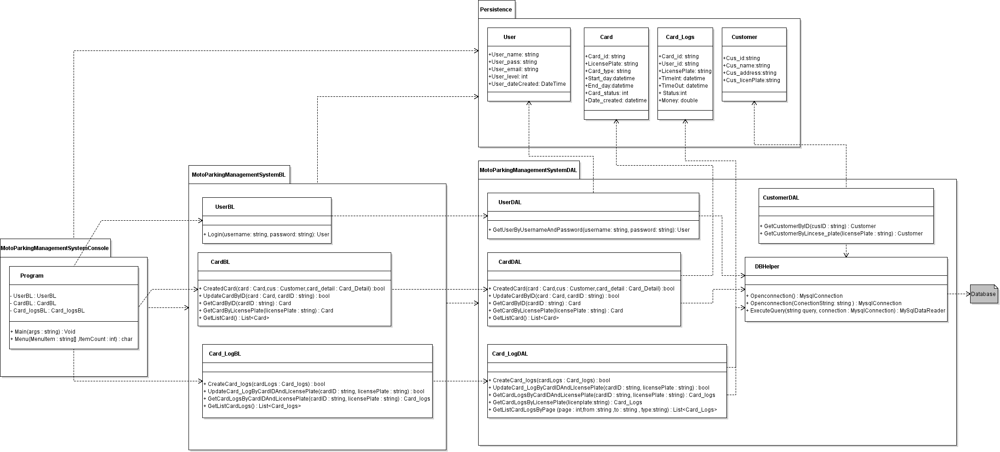 Persistence
User
+User_name: string
+User_pass: string
+User_email: string
+User_level: int
+User_dateCreated: DateTime
Card
+Card_id: string
+LicensePlate: string
+Card_type: string
+Start_day:datetime
+End_day:datetime
+Card_status: int
+Date_created: datetime
Card_Logs
+Card_id: string
+User_id: string
+LicensePlate: string
+TimeInt: datetime
+TimeOut: datetime
+ Status:int
+Money: double
Customer
+Cus_id:string
+Cus_name:string
+Cus_address:string
+Cus_licenPlate:string
MotoParkingManagementSystemConsole
Program
- UserBL : UserBL
- CardBL : CardBL
- Card_logsBL : Card_logsBL
+ Main(args : string) : Void
+ Menu(MenuItem : string[] ,ItemCount : int) : char
MotoParkingManagementSystemBL
UserBL
+ Login(username: string, password: string): User
CardBL
+ CreatedCard(card : Card,cus : Customer,card_detail : Card_Detail) :bool
+ UpdateCardByID(card : Card, cardID : string) : bool
+ GetCardByID(cardID : string) : Card
+ GetCardByLicensePlate(licensePlate : string) : Card
+ GetListCard() : List<Card>
Card_LogBL
+ CreateCard_logs(cardLogs : Card_logs) : bool
+ UpdateCard_LogByCardIDAndLIcensePlate(cardID : string, licensePlate : string) : bool
+ GetCardLogsByCardIDAndLicensePlate(cardID : string, licensePlate : string) : Card_logs
+ GetListCardLogs() : List<Card_logs>
MotoParkingManagementSystemDAL
UserDAL
+ GetUserByUsernameAndPassword(username: string, password: string): User
CardDAL
+ CreatedCard(card : Card,cus : Customer,card_detail : Card_Detail) :bool
+ UpdateCardByID(card : Card, cardID : string) : bool
+ GetCardByID(cardID : string) : Card
+ GetCardByLicensePlate(licensePlate : string) : Card
+ GetListCard() : List<Card>
Card_LogDAL
+ CreateCard_logs(cardLogs : Card_logs) : bool
+ UpdateCard_LogByCardIDAndLIcensePlate(cardID : string, licensePlate : string) : bool
+ GetCardLogsByCardIDAndLicensePlate(cardID : string, licensePlate : string) : Card_logs
+ GetCardLogsByLicensePlate(licenplate:string) : Card_Logs
+ GetListCardLogsByPage (page : int,from :string ,to : string , type:string) : List<Card_Logs>
CustomerDAL
+ GetCustomerByID(cusID : string) : Customer
+ GetCustomerByLincese_plate(licensePlate : string) : Customer
DBHelper
+ Openconnection() : MysqlConnection
+ Openconnection(ConectionString: string ) : MysqlConnection
+ ExecuteQuery(string query, connection : MysqlConnection) : MySqlDataReader
Database